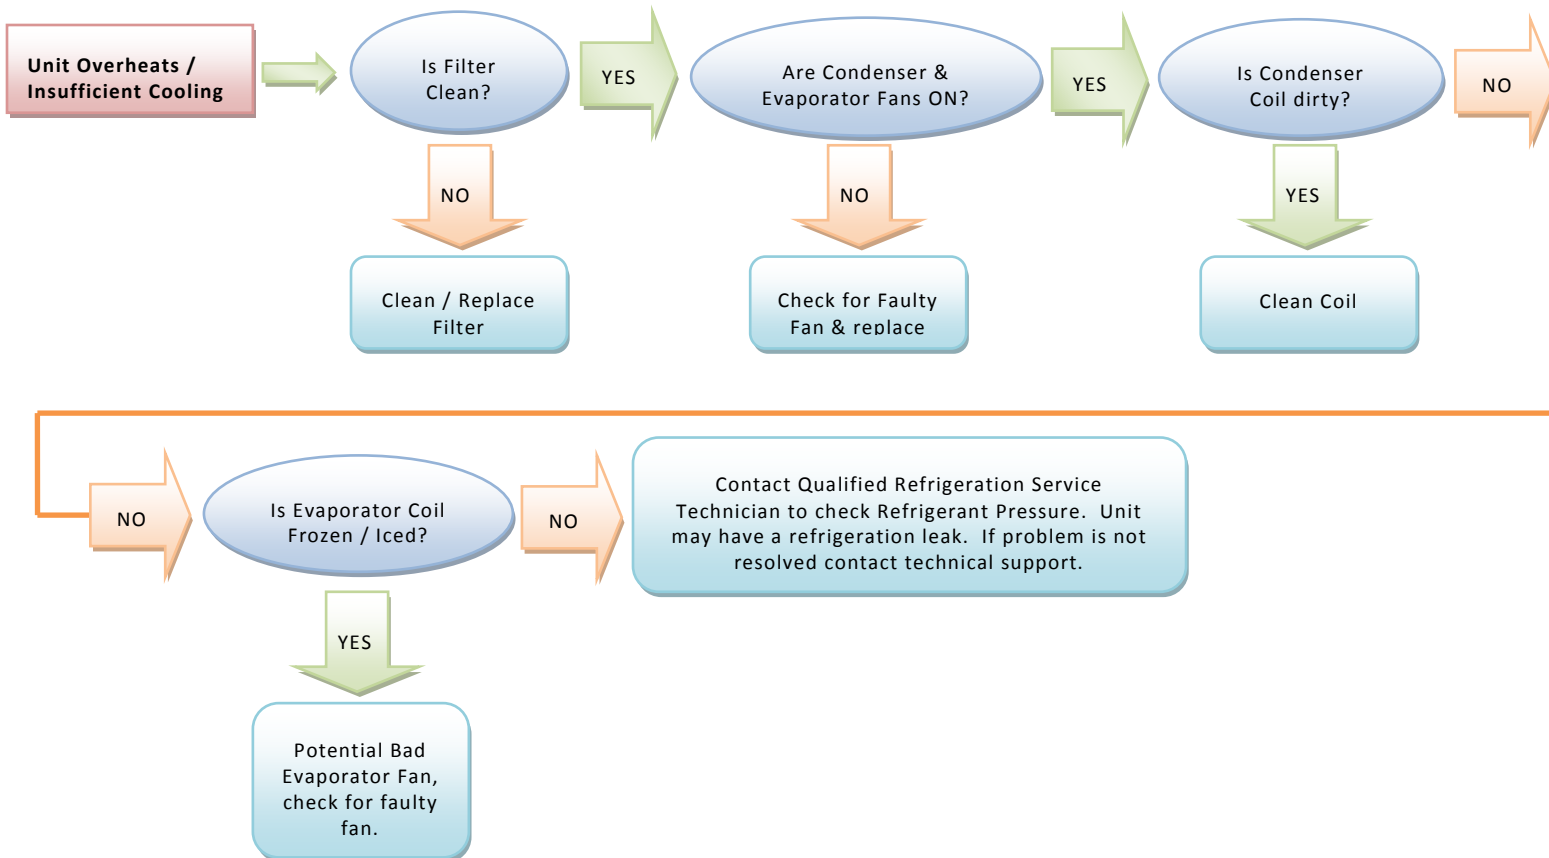 Unit Overheats /
Insufficient Cooling
Is Filter
Clean?
YES
Are Condenser &
Evaporator Fans ON?
YES
Is Condenser
Coil dirty?
NO
NO
NO
YES
Clean / Replace
Filter
Check for Faulty
Fan & replace
Clean Coil
NO
Is Evaporator Coil
Frozen / Iced?
NO
Contact Qualified Refrigeration Service
Technician to check Refrigerant Pressure. Unit
may have a refrigeration leak. If problem is not
resolved contact technical support.
YES
Potential Bad
Evaporator Fan,
check for faulty
fan.